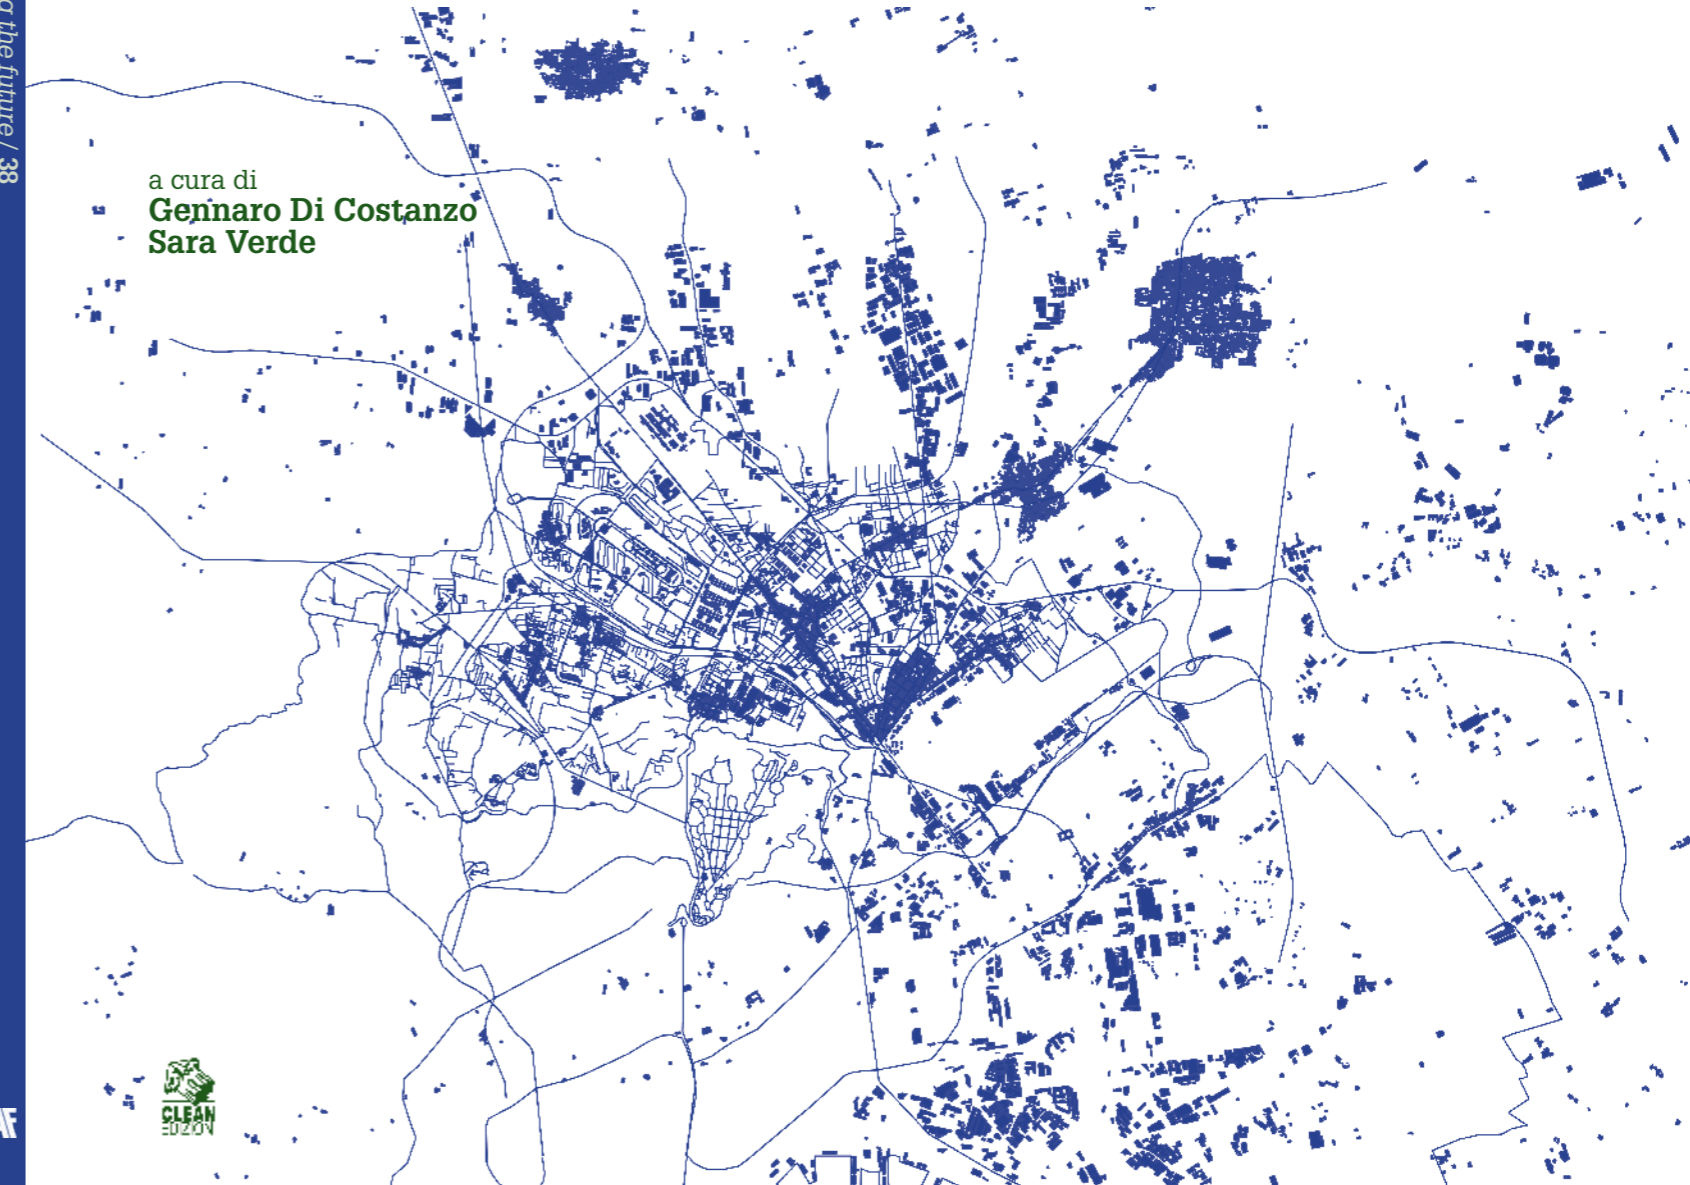 the future / 38
a cura di
Gennaro Di Costanzo
Sara Verde
CLEAN
EDIZIONI